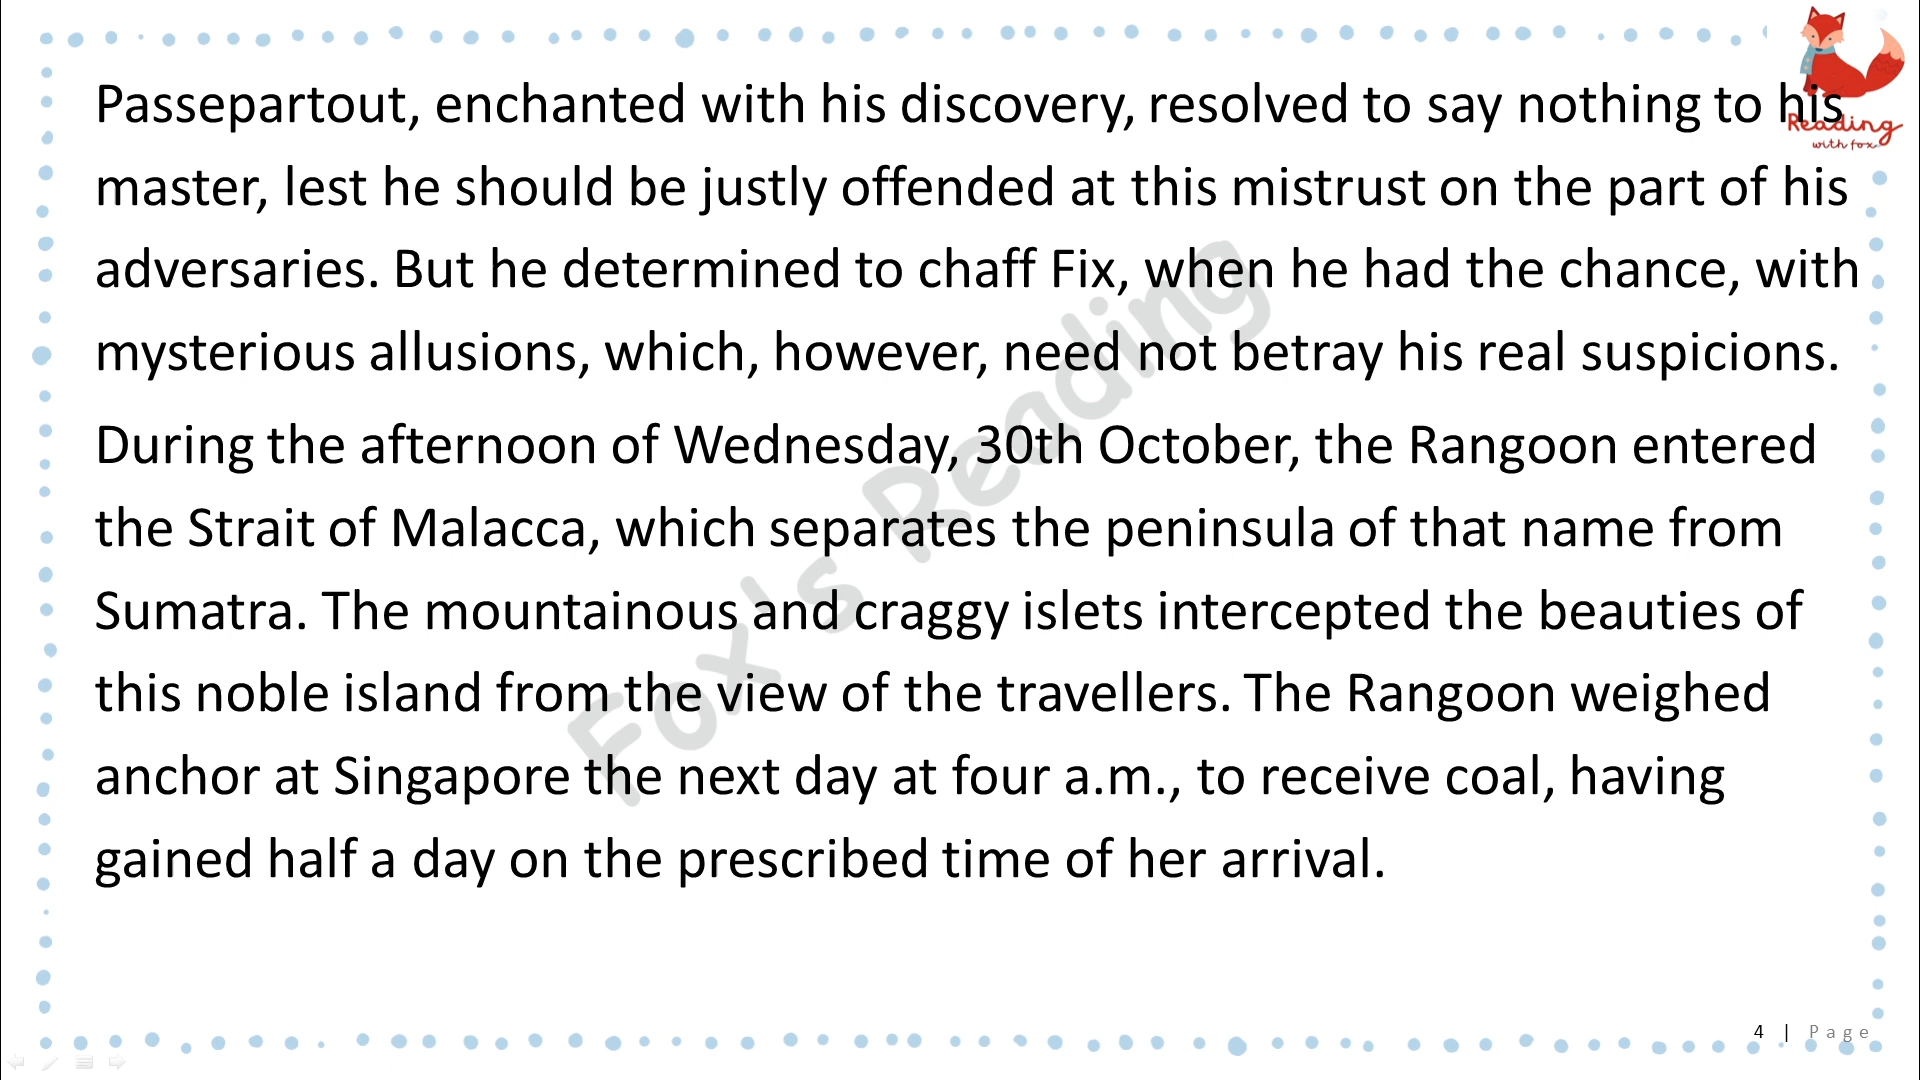 Passepartout, enchanted with his discovery, resolved to say nothing to his
Reading
with fox
master, lest he should be justly offended at this mistrust on the part of his
adversaries. But he determined to chaff Fix, when he had the chance, with
mysterious allusions, which, however, need not betray his real suspicions.
During the afternoon of Wednesday, 30th October, the Rangoon entered
the Strait of Malacca, which separates the peninsula of that name from
Sumatra. The mountainous and craggy islets intercepted the beauties of
this noble island from the view of the travellers. The Rangoon weighed
anchor at Singapore the next day at four a.m., to receive coal, having
gained half a day on the prescribed time of her arrival.
Fox's Reading
4 | Page